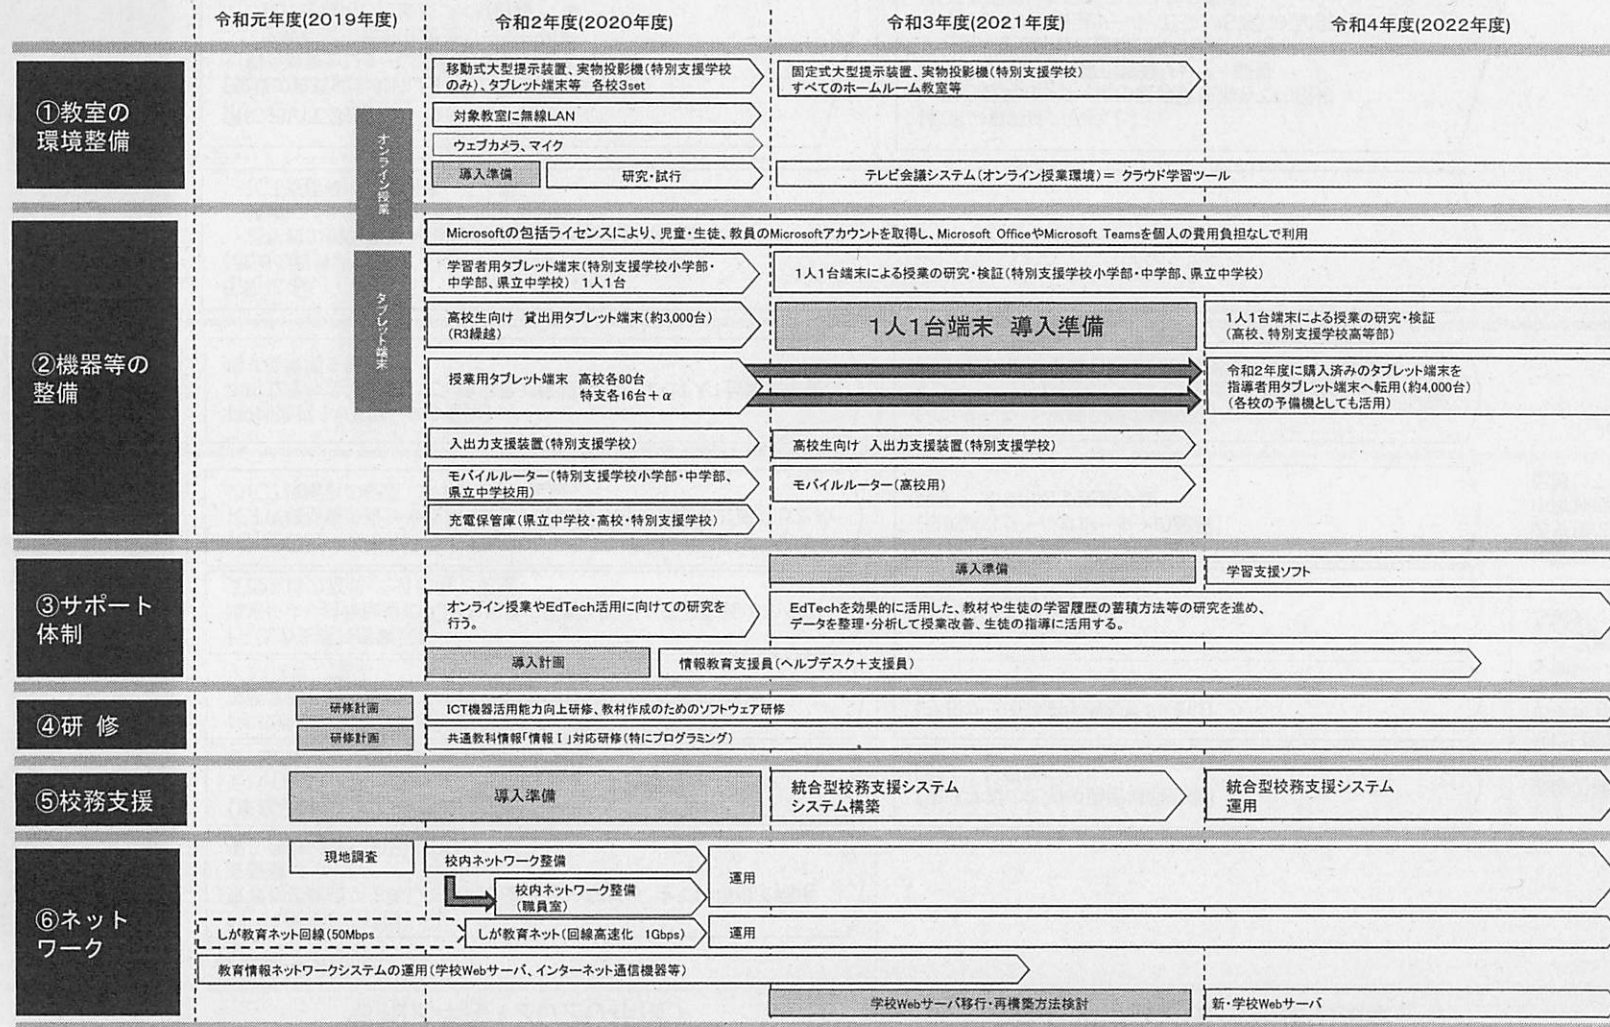 令和元年度(2019年度)
令和2年度(2020年度)
令和3年度(2021年度)
令和4年度(2022年度)
①教室の
環境整備
オンライン授業
移動式大型提示装置、実物投影機(特別支援学校
のみ)、タブレット端末等 各校3set
固定式大型提示装置、実物投影機(特別支援学校)
すべてのホームルーム教室等
対象教室に無線LAN
ウェブカメラ、マイク
導入準備
研究・試行
テレビ会議システム(オンライン授業環境)= クラウド学習ツール
②機器等の
整備
タブレット端末
Microsoftの包括ライセンスにより、児童・生徒、教員のMicrosoftアカウントを取得し、Microsoft OfficeやMicrosoft Teamsを個人の費用負担なしで利用
学習者用タブレット端末(特別支援学校小学部・
中学部、県立中学校) 1人1台
1人1台端末による授業の研究・検証(特別支援学校小学部・中学部、県立中学校)
高校生向け 貸出用タブレット端末(約3,000台)
(R3繰越)
1人1台端末 導入準備
1人1台端末による授業の研究・検証
(高校、特別支援学校高等部)
授業用タブレット端末 高校各80台
特支各16台+α
令和2年度に購入済みのタブレット端末を
指導者用タブレット端末へ転用(約4,000台)
(各校の予備機としても活用)
入出力支援装置(特別支援学校)
高校生向け 入出力支援装置(特別支援学校)
モバイルルーター(特別支援学校小学部・中学部、
県立中学校用)
モバイルルーター(高校用)
充電保管庫(県立中学校・高校・特別支援学校)
③サポート
体制
導入準備
学習支援ソフト
オンライン授業やEdTech活用に向けての研究を
行う。
EdTechを効果的に活用した、教材や生徒の学習履歴の蓄積方法等の研究を進め、
データを整理・分析して授業改善、生徒の指導に活用する。
導入計画
情報教育支援員(ヘルプデスク+支援員)
④研 修
研修計画
ICT機器活用能力向上研修、教材作成のためのソフトウェア研修
研修計画
共通教科情報「情報Ⅰ」対応研修(特にプログラミング)
⑤校務支援
導入準備
統合型校務支援システム
システム構築
統合型校務支援システム
運用
⑥ネット
ワーク
現地調査
校内ネットワーク整備
運用
校内ネットワーク整備
(職員室)
しが教育ネット回線(50Mbps
しが教育ネット(回線高速化 1Gbps)
運用
教育情報ネットワークシステムの運用(学校Webサーバ、インターネット通信機器等)
学校Webサーバ移行・再構築方法検討
新・学校Webサーバ